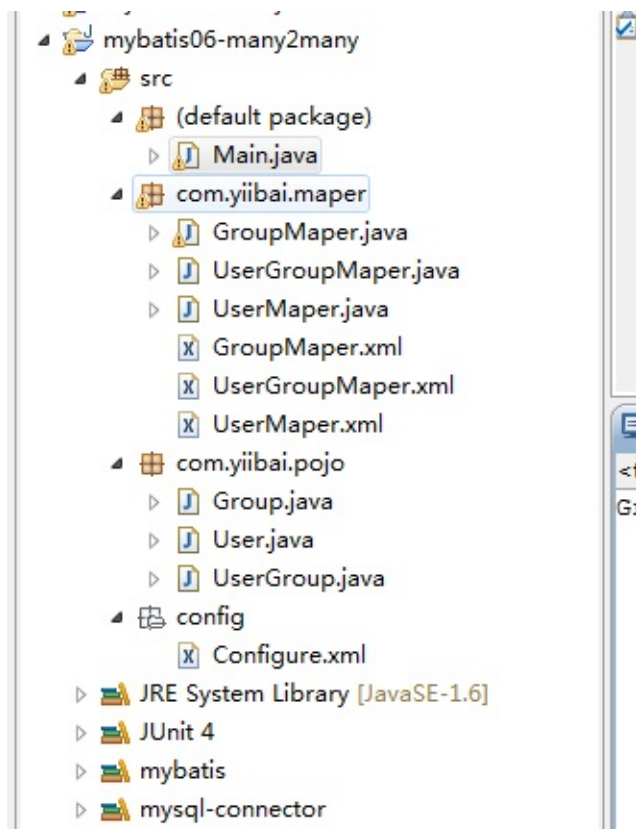 mybatis06-many2many
src
(default package)
Main.java
com.yiibai.maper
GroupMaper.java
UserGroupMaper.java
UserMaper.java
GroupMaper.xml
UserGroupMaper.xml
UserMaper.xml
com.yiibai.pojo
Group.java
User.java
UserGroup.java
config
Configure.xml
JRE System Library [JavaSE-1.6]
JUnit 4
mybatis
mysql-connector